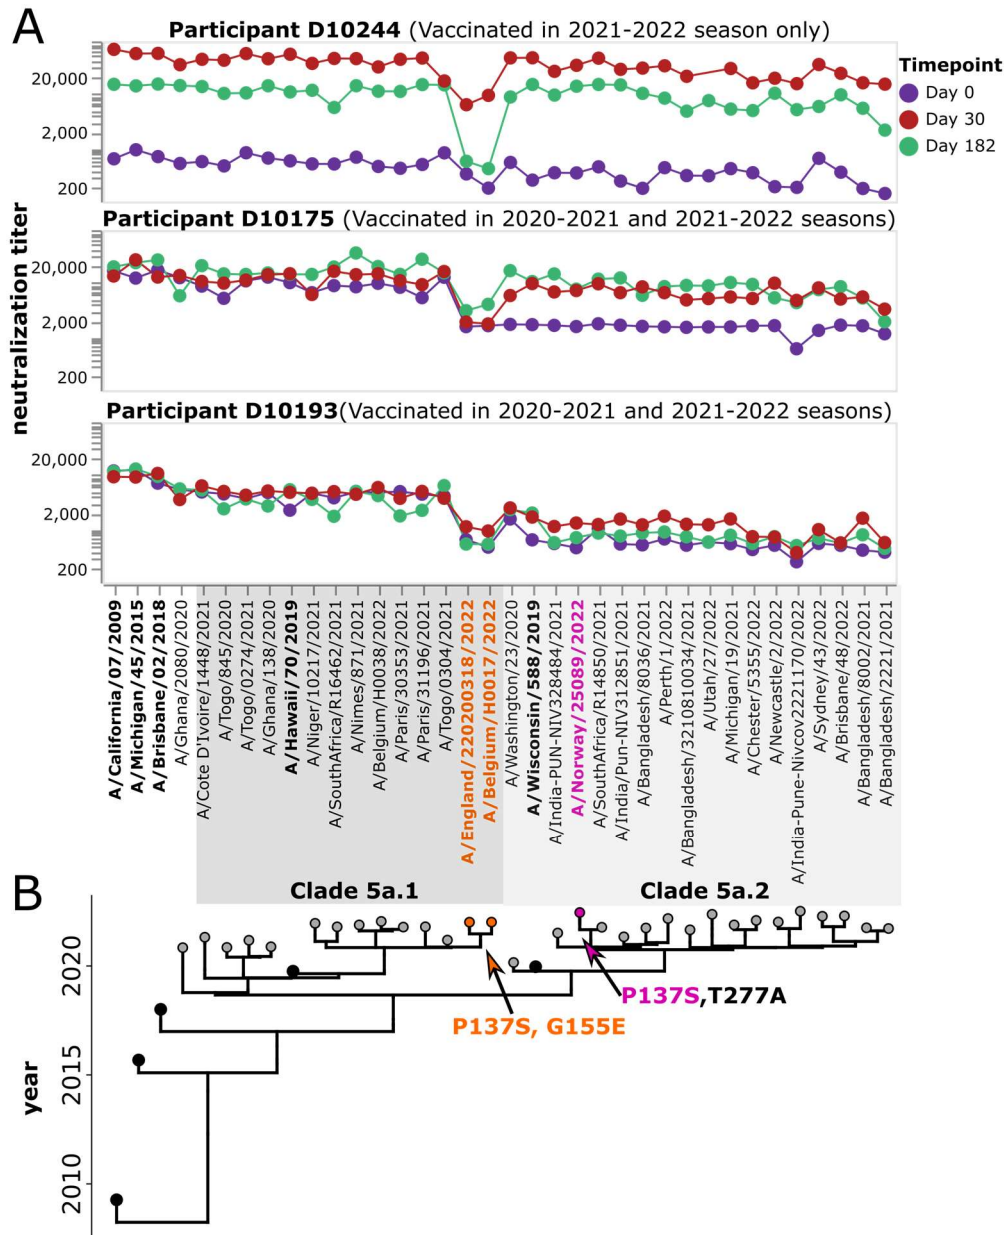 A
Participant D10244 (Vaccinated in 2021-2022 season only)
20,000
2,000
200
Timepoint
Day 0
Day 30
Day 182
Participant D10175 (Vaccinated in 2020-2021 and 2021-2022 seasons)
20,000
2,000
200
neutralization titer
Participant D10193(Vaccinated in 2020-2021 and 2021-2022 seasons)
20,000
2,000
200
A/California/07/2009
A/Michigan/45/2015
A/Brisbane/02/2018
A/Ghana/2080/2020
A/Cote D'Ivoire/1448/2021
A/Togo/845/2020
A/Togo/0274/2021
A/Ghana/138/2020
A/Hawaii/70/2019
A/Niger/10217/2021
A/SouthAfrica/R16462/2021
A/Nimes/871/2021
A/Belgium/H0038/2022
A/Paris/30353/2021
A/Paris/31196/2021
A/Togo/0304/2021
A/England/220200318/2022
A/Belgium/H0017/2022
A/Washington/23/2020
A/Wisconsin/588/2019
A/India-PUN-NIV328484/2021
A/Norway/25089/2022
A/SouthAfrica/R14850/2021
A/India/Pun-NIV312851/2021
A/Bangladesh/8036/2021
A/Perth/1/2022
A/Bangladesh/3210810034/2021
A/Utah/27/2022
A/Michigan/19/2021
A/Chester/5355/2022
A/Newcastle/2/2022
A/India-Pune-Nivcov2221170/2022
A/Sydney/43/2022
A/Brisbane/48/2022
A/Bangladesh/8002/2021
A/Bangladesh/2221/2021
Clade 5a.1
Clade 5a.2
B
2020
2015
2010
year
P137S, G155E
P137S,T277A